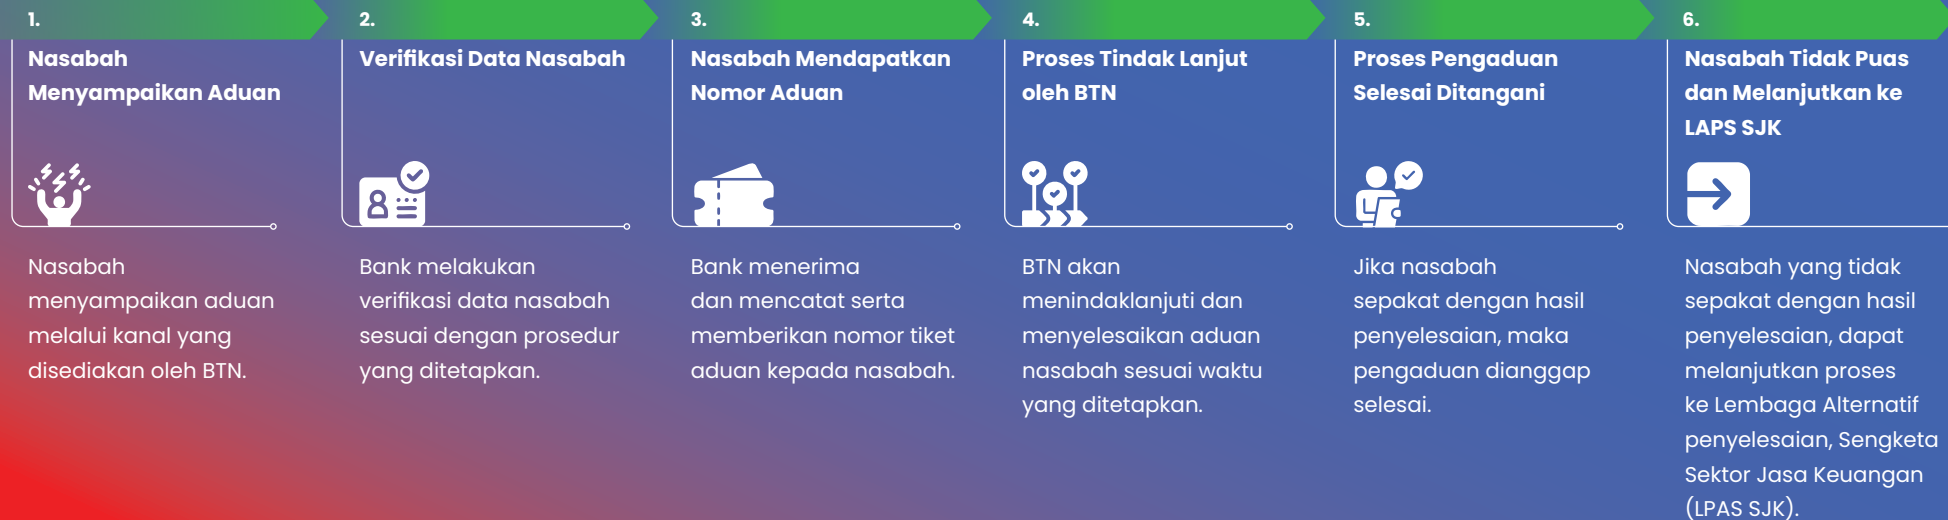 1.
Nasabah
Menyampaikan Aduan
Nasabah
menyampaikan aduan
melalui kanal yang
disediakan oleh BTN.
2.
Verifikasi Data Nasabah
Bank melakukan
verifikasi data nasabah
sesuai dengan prosedur
yang ditetapkan.
3.
Nasabah Mendapatkan
Nomor Aduan
Bank menerima
dan mencatat serta
memberikan nomor tiket
aduan kepada nasabah.
4.
Proses Tindak Lanjut
oleh BTN
BTN akan
menindaklanjuti dan
menyelesaikan aduan
nasabah sesuai waktu
yang ditetapkan.
5.
Proses Pengaduan
Selesai Ditangani
Jika nasabah
sepakat dengan hasil
penyelesaian, maka
pengaduan dianggap
selesai.
6.
Nasabah Tidak Puas
dan Melanjutkan ke
LAPS SJK
Nasabah yang tidak
sepakat dengan hasil
penyelesaian, dapat
melanjutkan proses
ke Lembaga Alternatif
penyelesaian, Sengketa
Sektor Jasa Keuangan
(LPAS SJK).